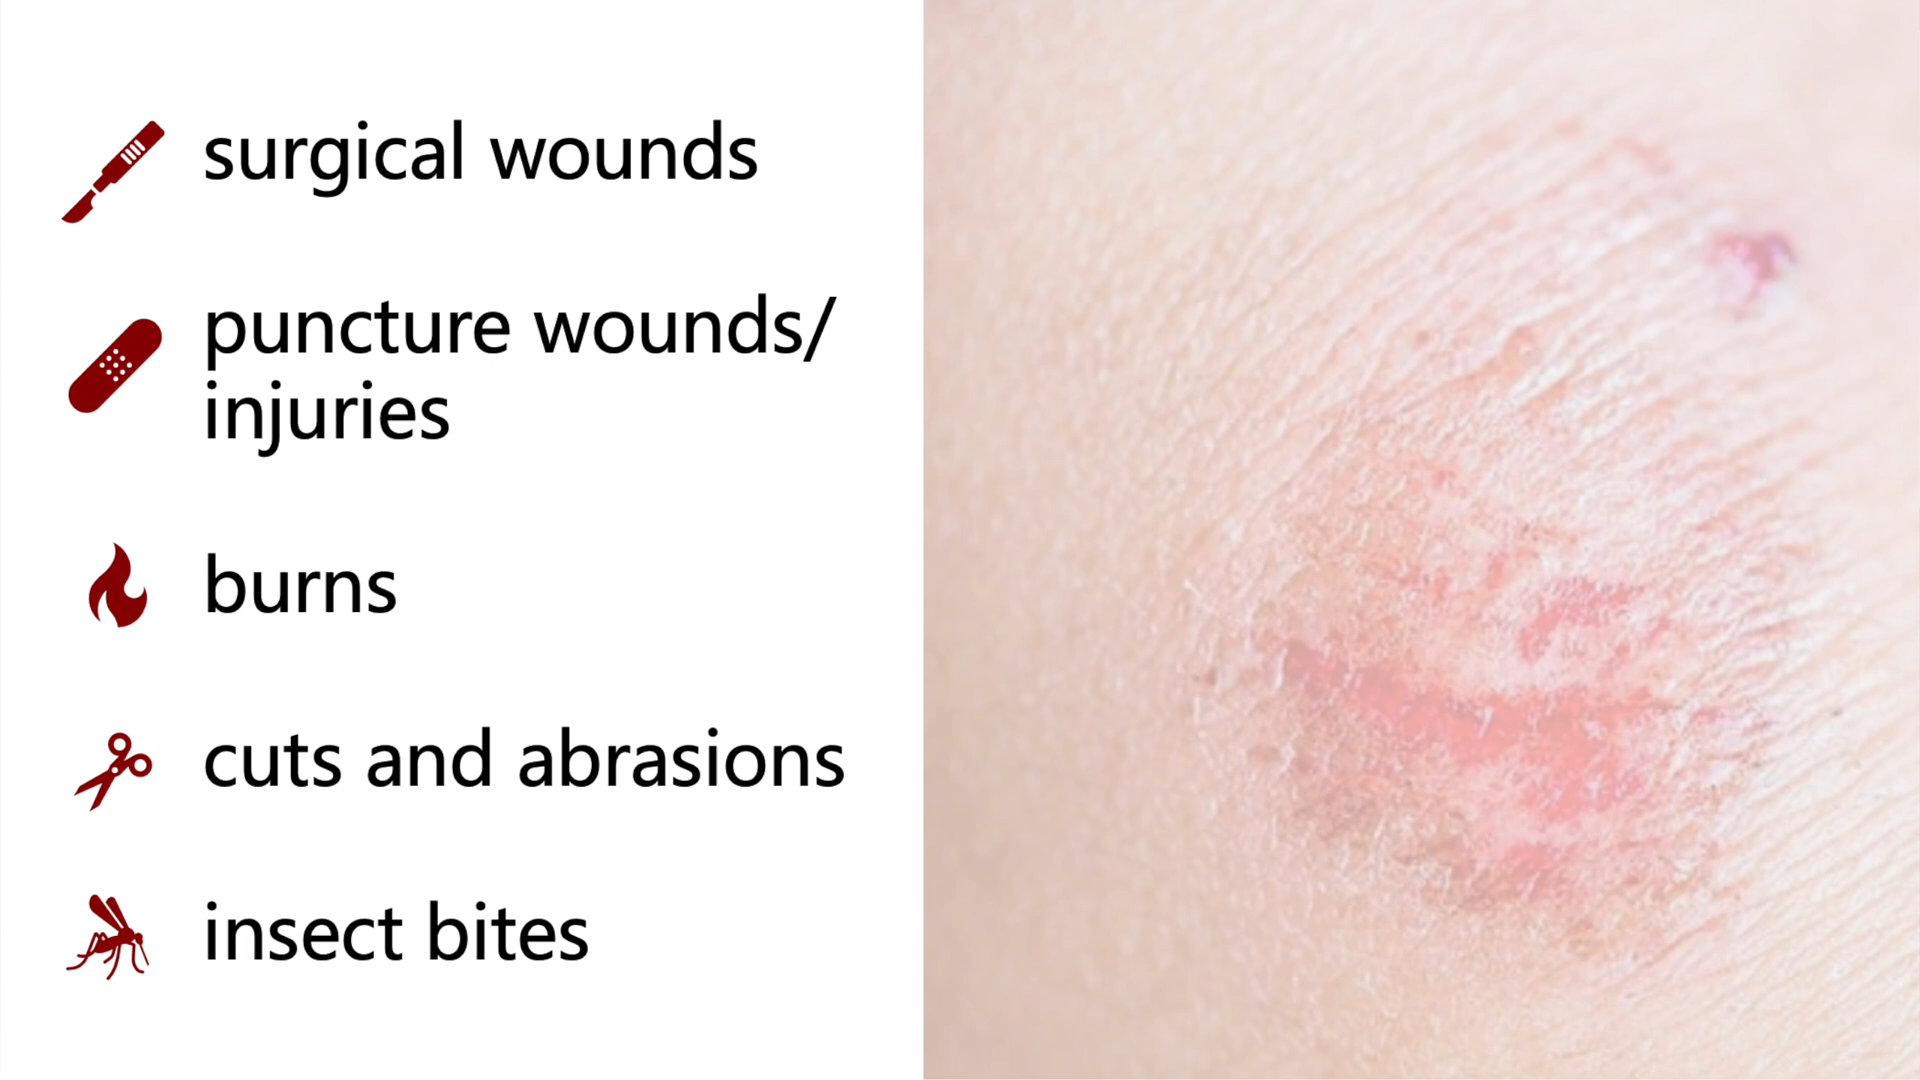 surgical wounds
puncture wounds/
injuries
burns
cuts and abrasions
insect bites